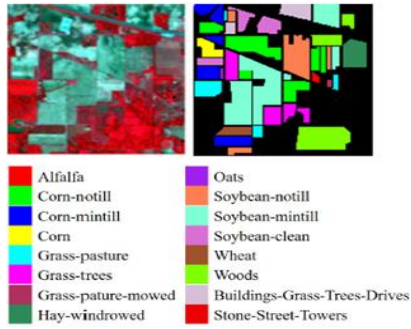 Alfalfa
Corn-notill
Corn-mintill
Corn
Grass-pasture
Grass-trees
Grass-pature-mowed
Hay-windrowed
Oats
Soybean-notill
Soybean-mintill
Soybean-clean
Wheat
Woods
Buildings-Grass-Trees-Drives
Stone-Street-Towers